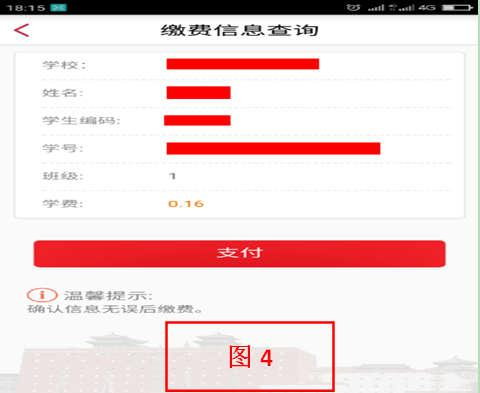 18:15 4G
缴费信息查询
学校:
姓名:
学生编码:
学号:
班级: 1
学费: 0.16
支付
温馨提示:
确认信息无误后缴费。
图 4